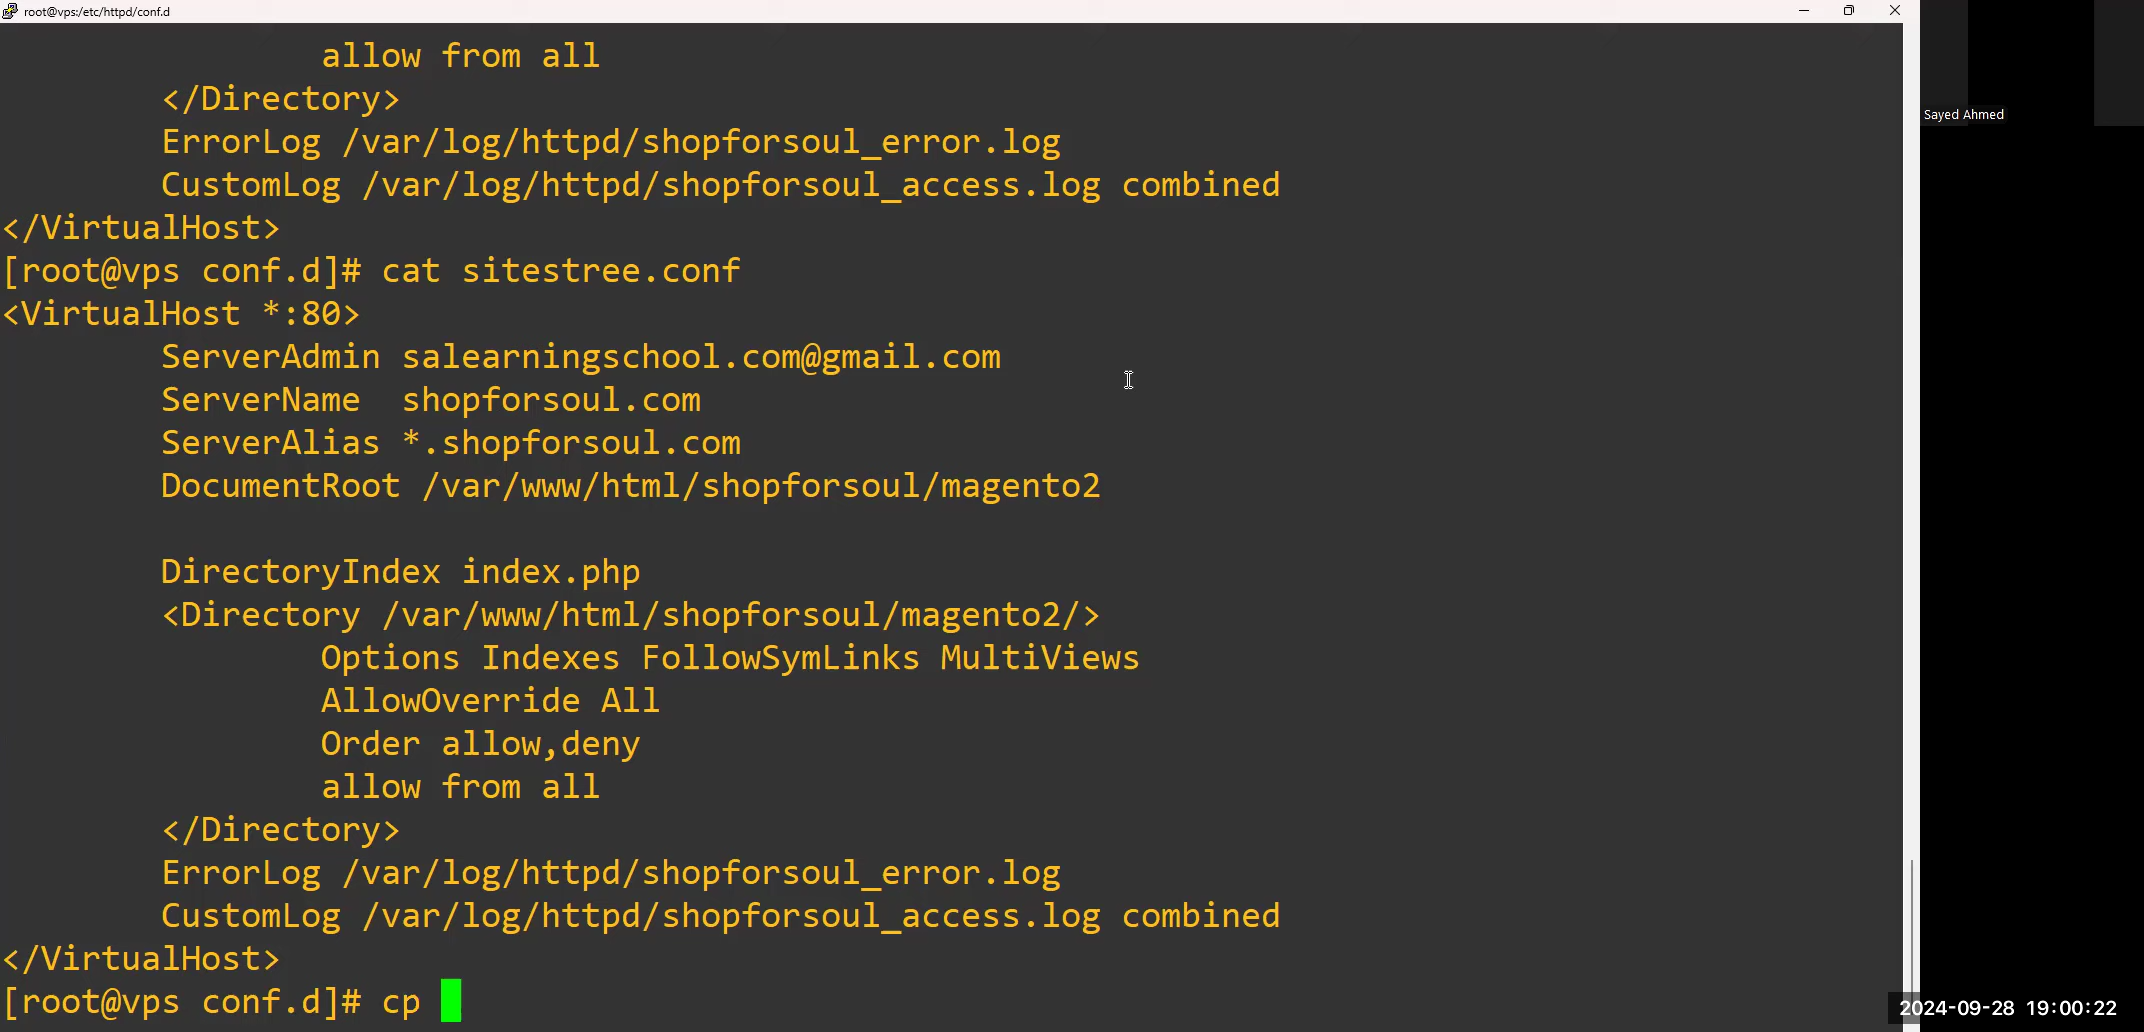 root@vps:/etc/httpd/conf.d
allow from all
</Directory>
ErrorLog /var/log/httpd/shopforsoul_error.log
CustomLog /var/log/httpd/shopforsoul_access.log combined
</VirtualHost>
[root@vps conf.d]# cat sitestree.conf
<VirtualHost *:80>
ServerAdmin salearningschool.com@gmail.com
ServerName  shopforsoul.com
ServerAlias *.shopforsoul.com
DocumentRoot /var/www/html/shopforsoul/magento2
DirectoryIndex index.php
<Directory /var/www/html/shopforsoul/magento2/>
Options Indexes FollowSymLinks MultiViews
AllowOverride All
Order allow,deny
allow from all
</Directory>
ErrorLog /var/log/httpd/shopforsoul_error.log
CustomLog /var/log/httpd/shopforsoul_access.log combined
</VirtualHost>
[root@vps conf.d]# cp
Sayed Ahmed
2024-09-28 19:00:22